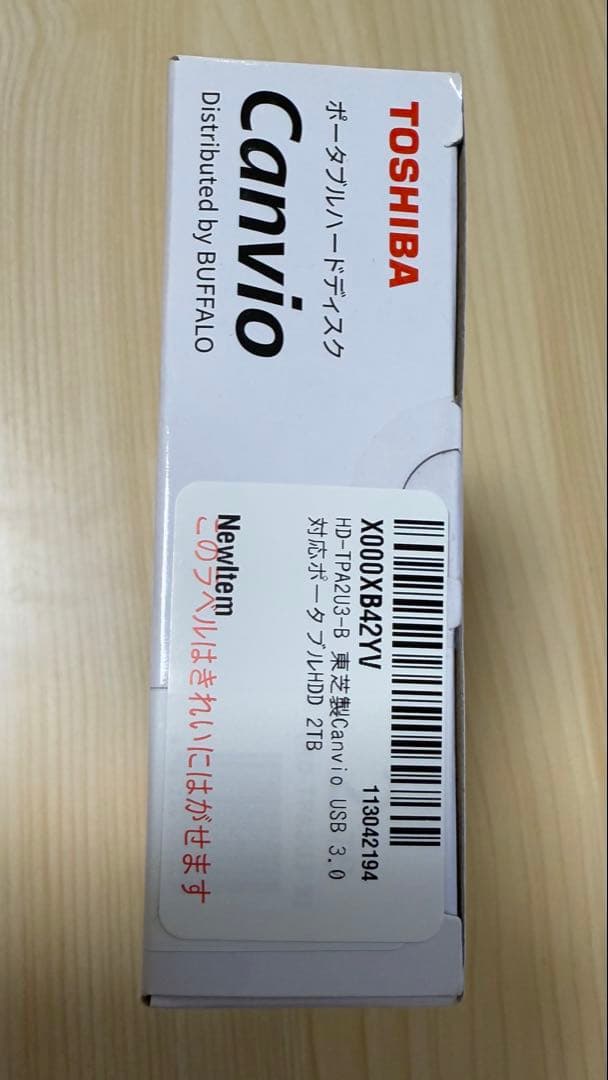 TOSHIBA
ポータブルハードディスク
Canvio
Distributed by BUFFALO
X000XB42YV 113042194
HD-TPA2U3-B 東芝製Canvio USB 3.0
対応ポータブルHDD 2TB
NewItem
このラベルはきれいにはがせます